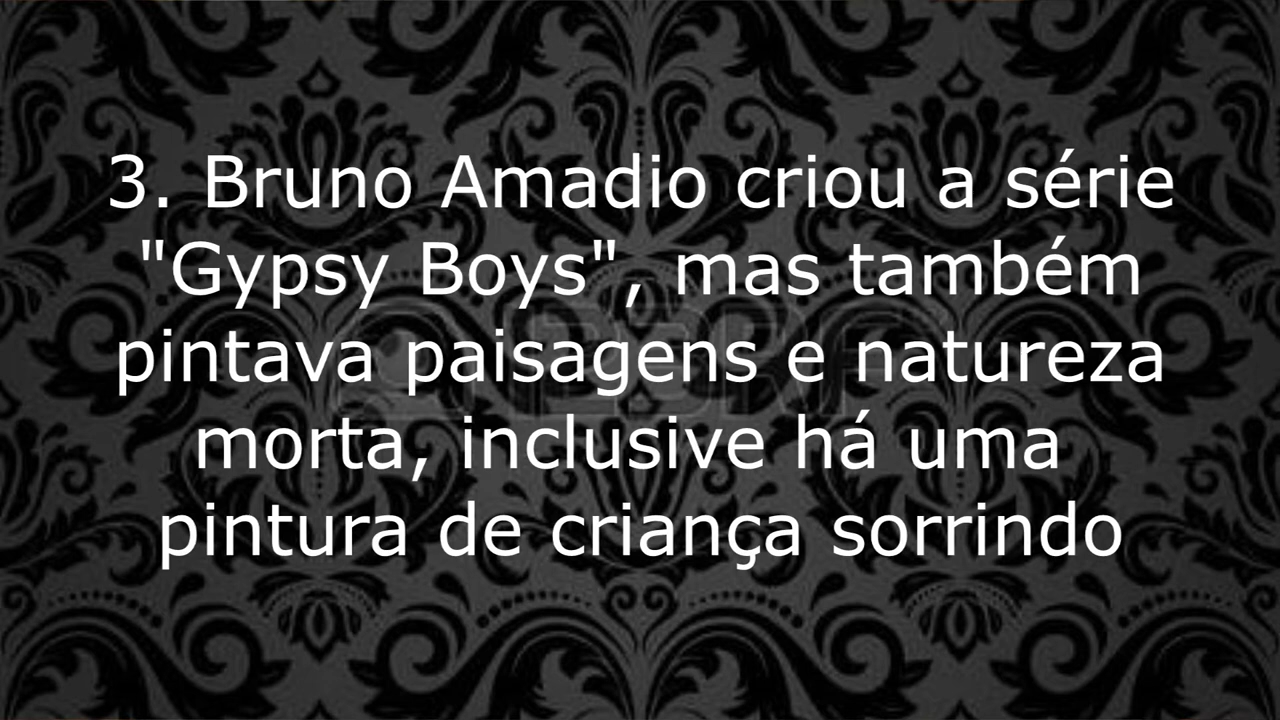 3. Bruno Amadio criou a série
"Gypsy Boys", mas também
pintava paisagens e natureza
morta, inclusive há uma
pintura de criança sorrindo